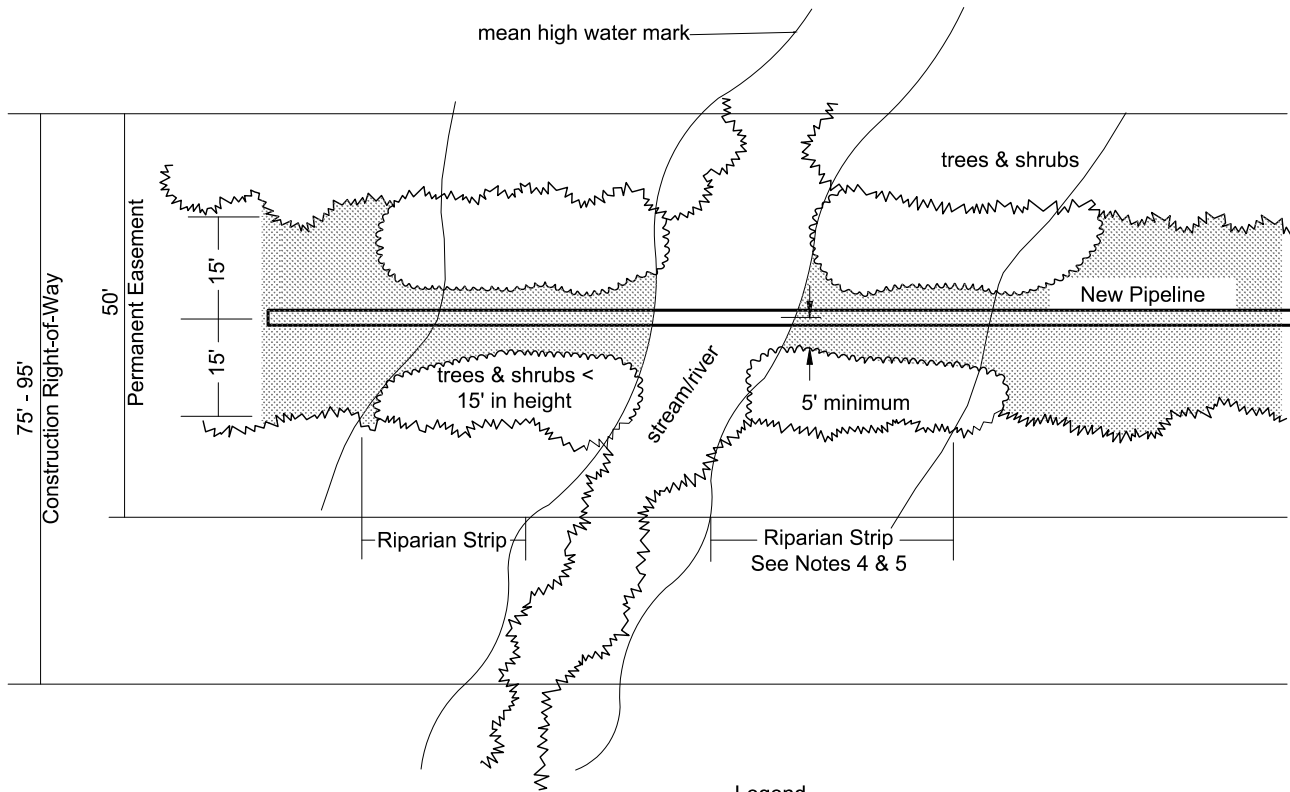 mean high water mark
trees & shrubs
15'
15'
Permanent Easement
50'
Construction Right-of-Way
75' - 95'
New Pipeline
trees & shrubs <
15' in height
stream/river
5' minimum
Riparian Strip
Riparian Strip
See Notes 4 & 5
Legend